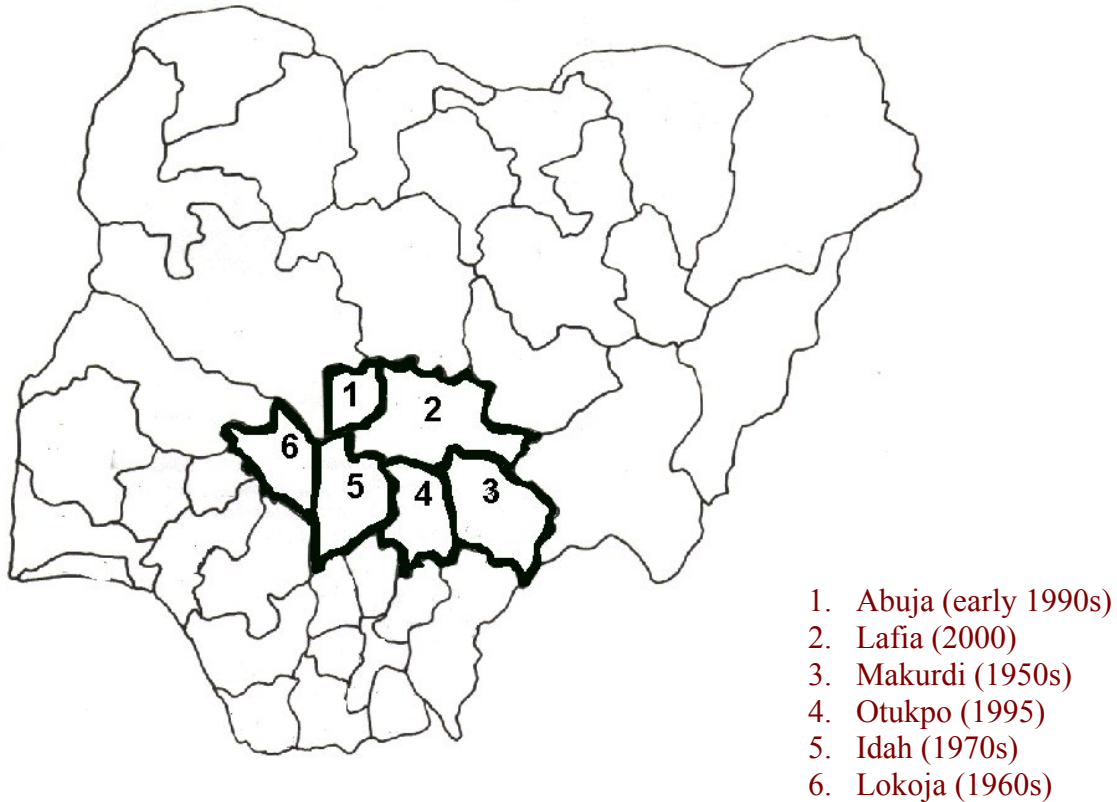 1
2
6
5
4
3
1. Abuja (early 1990s)
2. Lafia (2000)
3. Makurdi (1950s)
4. Otukpo (1995)
5. Idah (1970s)
6. Lokoja (1960s)